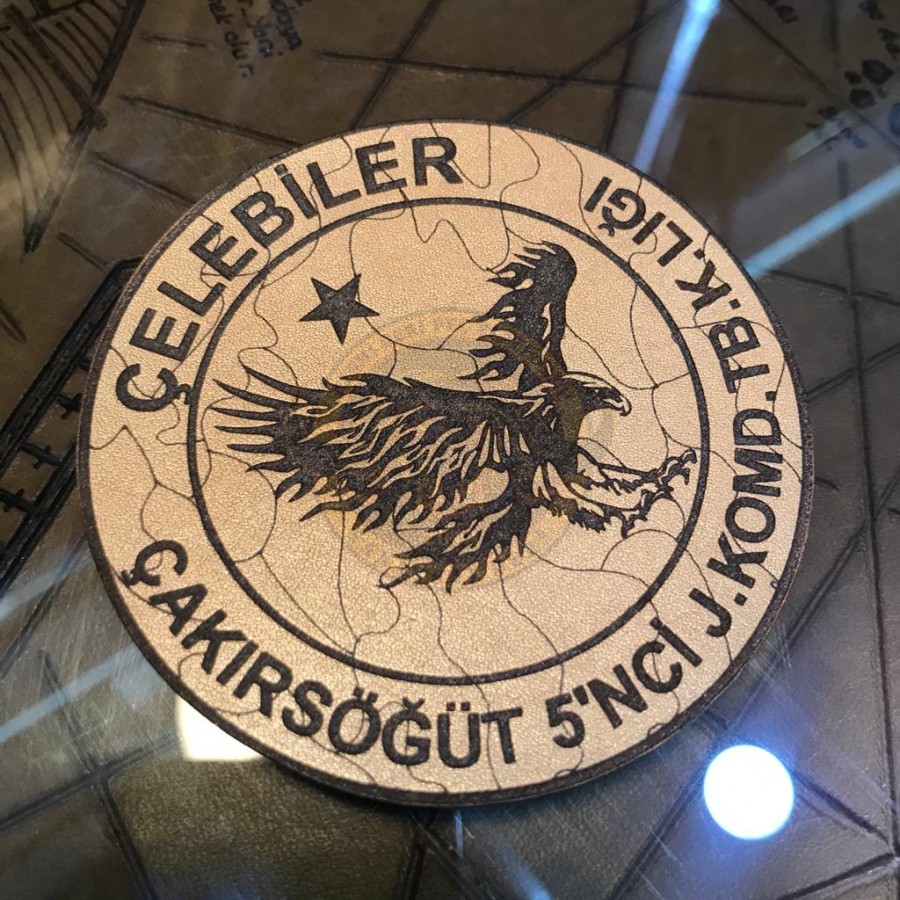 ÇELEBİLER
ÇAKIRSÖĞÜT 5'NCİ J.KOMD.TB.K.LIĞI